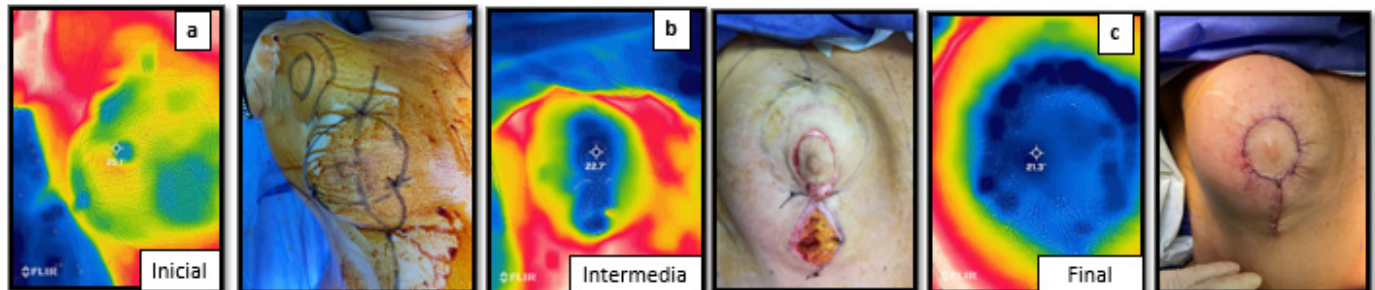 a
25.1
FLIR
Inicial
b
22.7°
FLIR
Intermedia
c
21.3°
FLIR
Final